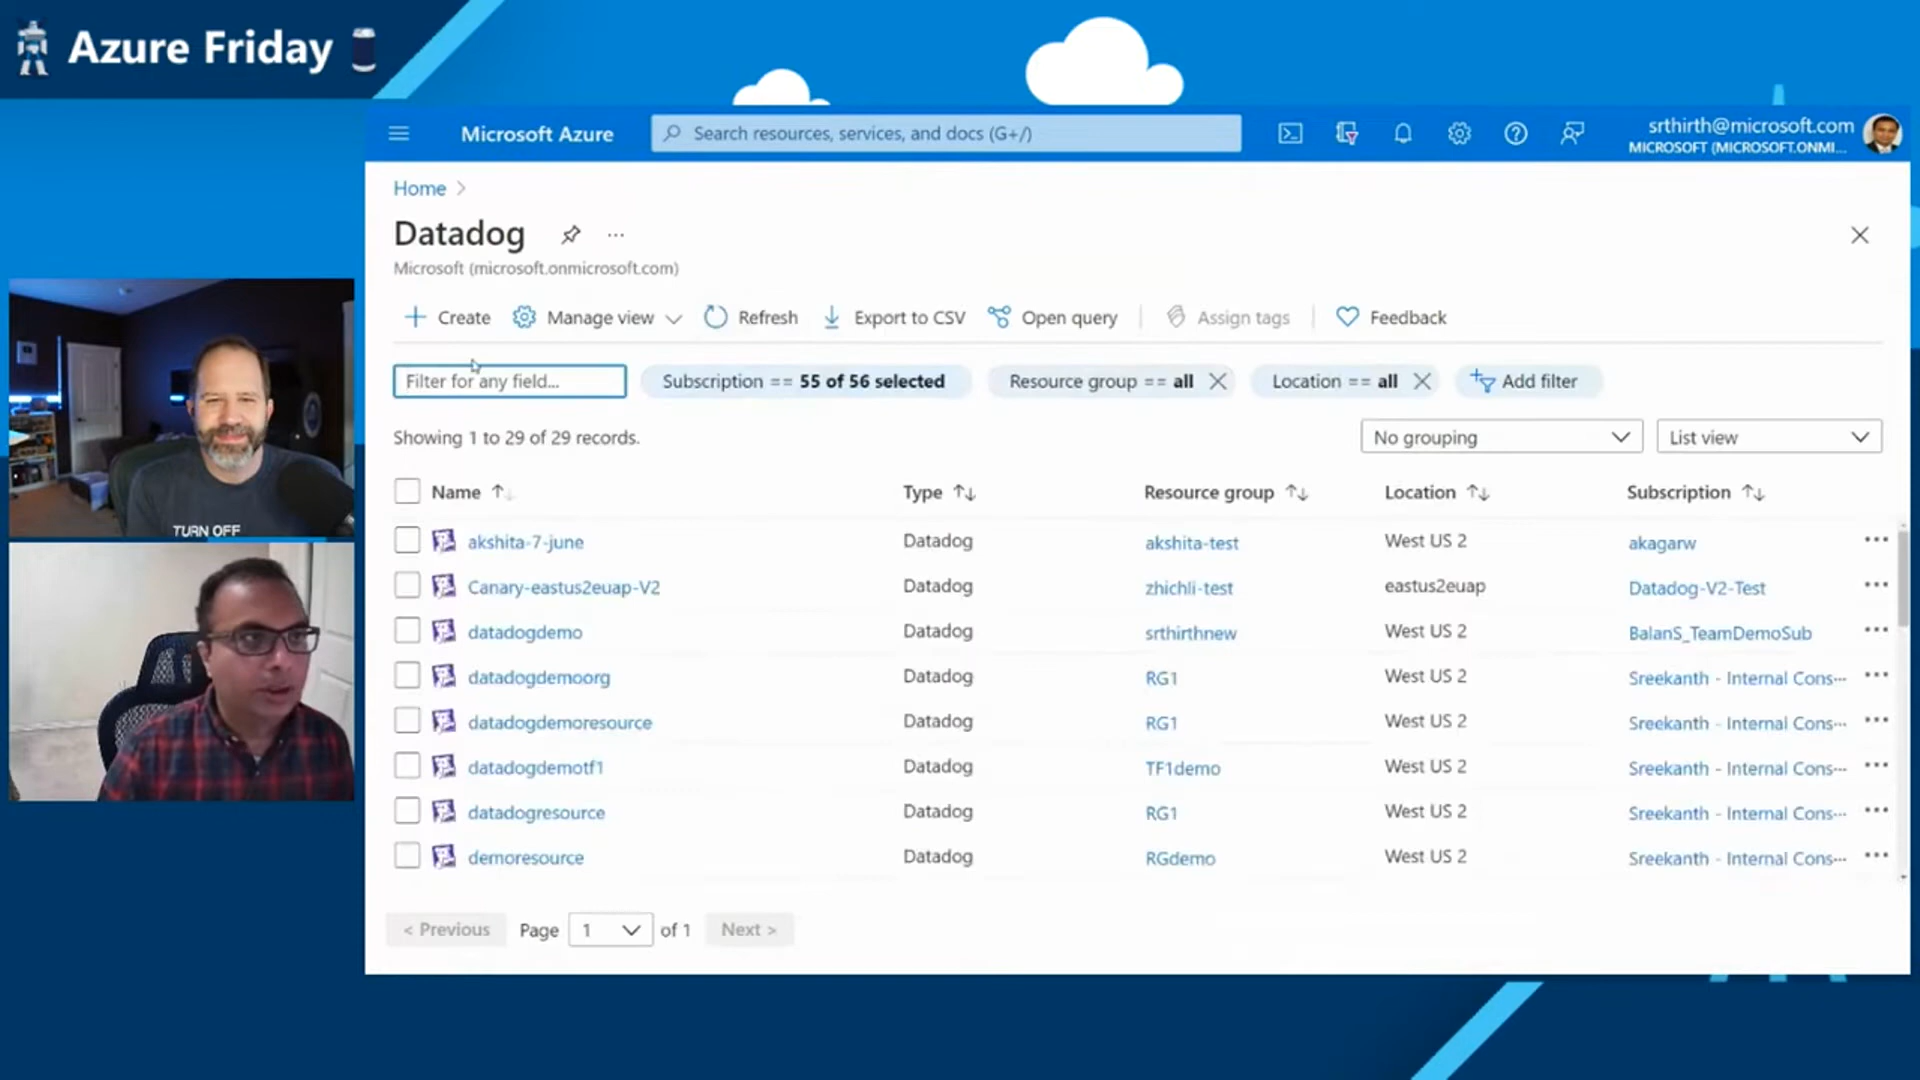 Azure Friday
Microsoft Azure
Search resources, services, and docs (G+/)
srthirth@microsoft.com
MICROSOFT (MICROSOFT.ONMI...
Home
Datadog
Microsoft (microsoft.onmicrosoft.com)
Create Manage view Refresh Export to CSV Open query Assign tags Feedback
Filter for any field... Subscription == 55 of 56 selected Resource group == all Location == all Add filter
Showing 1 to 29 of 29 records. No grouping List view
Name Type Resource group Location Subscription
akshita-7-june Datadog akshita-test West US 2 akagarw
Canary-eastus2euap-V2 Datadog zhichli-test eastus2euap Datadog-V2-Test
datadogdemo Datadog srthirthnew West US 2 BalanS_TeamDemoSub
datadogdemoorg Datadog RG1 West US 2 Sreekanth - Internal Cons...
datadogdemoresource Datadog RG1 West US 2 Sreekanth - Internal Cons...
datadogdemotf1 Datadog TF1demo West US 2 Sreekanth - Internal Cons...
datadogresource Datadog RG1 West US 2 Sreekanth - Internal Cons...
demoresource Datadog RGdemo West US 2 Sreekanth - Internal Cons...
< Previous Page 1 of 1 Next >
TURN OFF